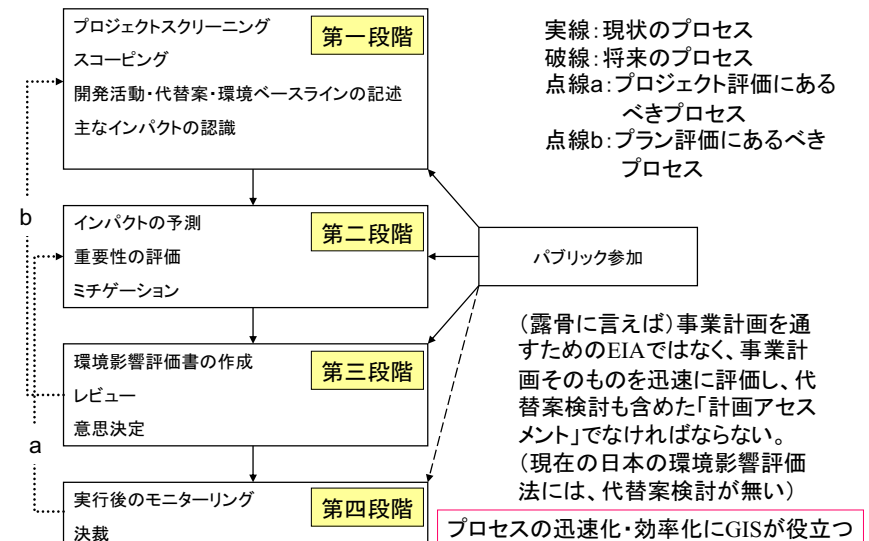 プロジェクトスクリーニング
第一段階
スコーピング
開発活動・代替案・環境ベースラインの記述
主なインパクトの認識
実線：現状のプロセス
破線：将来のプロセス
点線a：プロジェクト評価にある
べきプロセス
点線b：プラン評価にあるべき
プロセス
b
インパクトの予測
第二段階
重要性の評価
ミチゲーション
パブリック参加
環境影響評価書の作成
第三段階
レビュー
意思決定
a
（露骨に言えば）事業計画を通
すためのEIAではなく、事業計
画そのものを迅速に評価し、代
替案検討も含めた「計画アセス
メント」でなければならない。
（現在の日本の環境影響評価
法には、代替案検討が無い）
実行後のモニターリング
第四段階
決裁
プロセスの迅速化・効率化にGISが役立つ